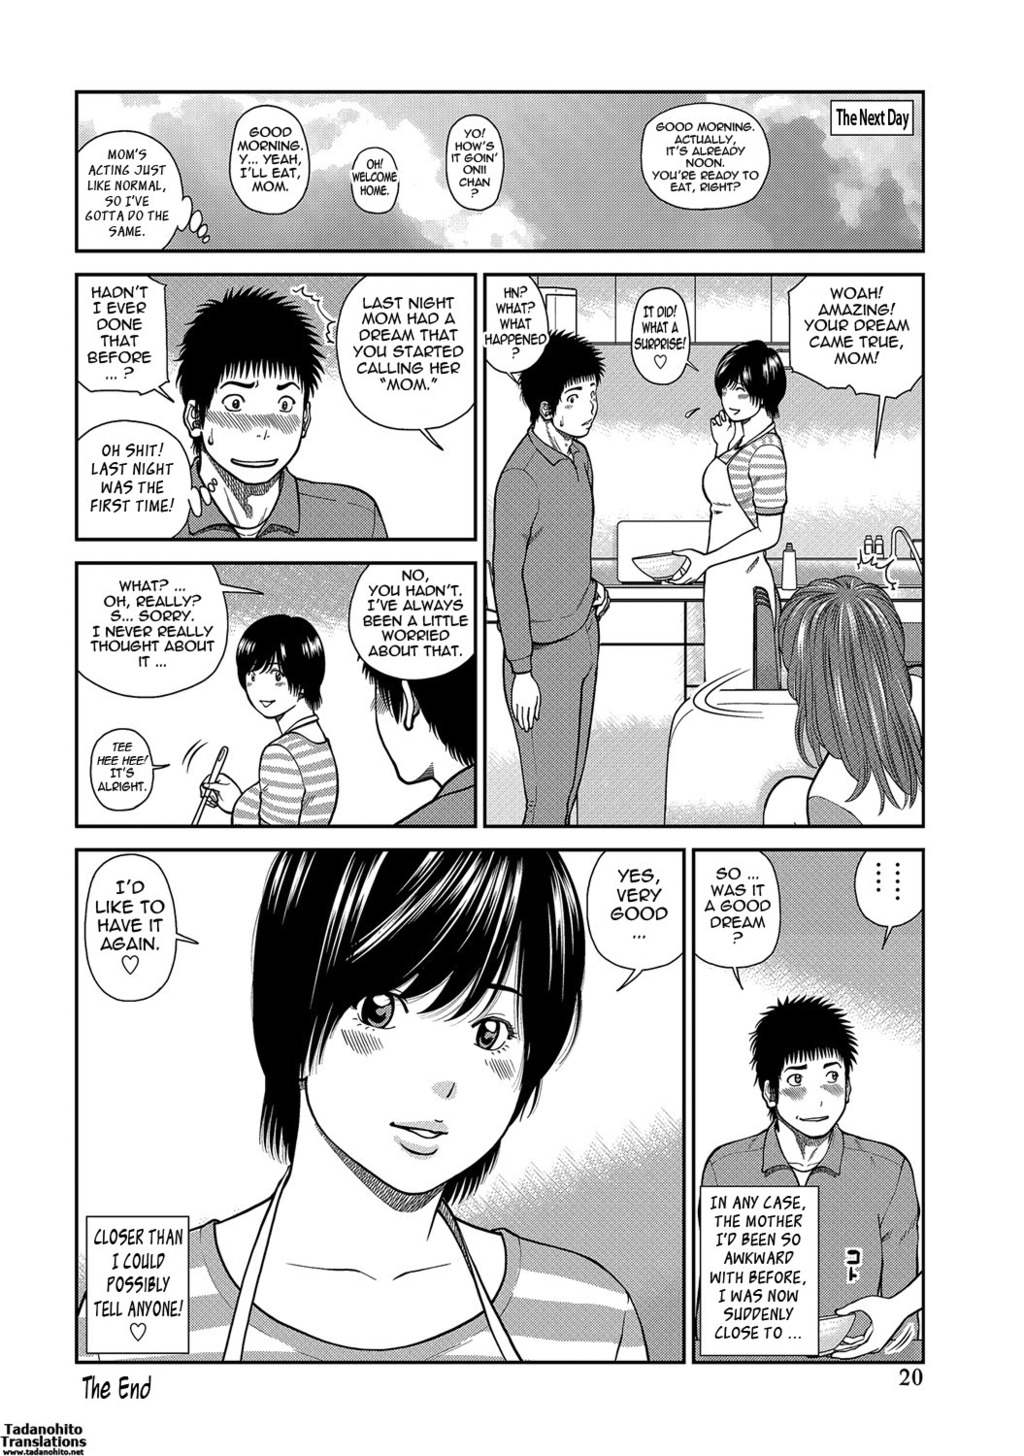 The Next Day
GOOD MORNING.
ACTUALLY,
IT'S ALREADY
NOON.
YOU'RE READY TO
EAT, RIGHT?
YO!
HOW'S
IT GOIN'
ONII
CHAN
?
OH!
WELCOME
HOME.
GOOD
MORNING.
Y... YEAH,
I'LL EAT,
MOM.
MOM'S
ACTING JUST
LIKE NORMAL,
SO I'VE
GOTTA DO THE
SAME.
WOAH!
AMAZING!
YOUR DREAM
CAME TRUE,
MOM!
IT DID!
WHAT A
SURPRISE!
♡
HN?
WHAT?
WHAT
HAPPENED
?
LAST NIGHT
MOM HAD A
DREAM THAT
YOU STARTED
CALLING HER
"MOM."
HADN'T
I EVER
DONE
THAT
BEFORE
... ?
OH SHIT!
LAST NIGHT
WAS THE
FIRST TIME!
NO,
YOU HADN'T.
I'VE ALWAYS
BEEN A LITTLE
WORRIED
ABOUT THAT.
WHAT? ...
OH, REALLY?
S... SORRY.
I NEVER REALLY
THOUGHT ABOUT
IT ...
TEE
HEE HEE!
IT'S
ALRIGHT.
⋮⋮
SO ...
WAS IT
A GOOD
DREAM
?
IN ANY CASE,
THE MOTHER
I'D BEEN SO
AWKWARD
WITH BEFORE,
I WAS NOW
SUDDENLY
CLOSE TO ...
コト
YES,
VERY
GOOD
...
I'D
LIKE TO
HAVE IT
AGAIN.
♡
CLOSER THAN
I COULD
POSSIBLY
TELL ANYONE!
♡
The End
20
Tadanohito
Translations
www.tadanohito.net